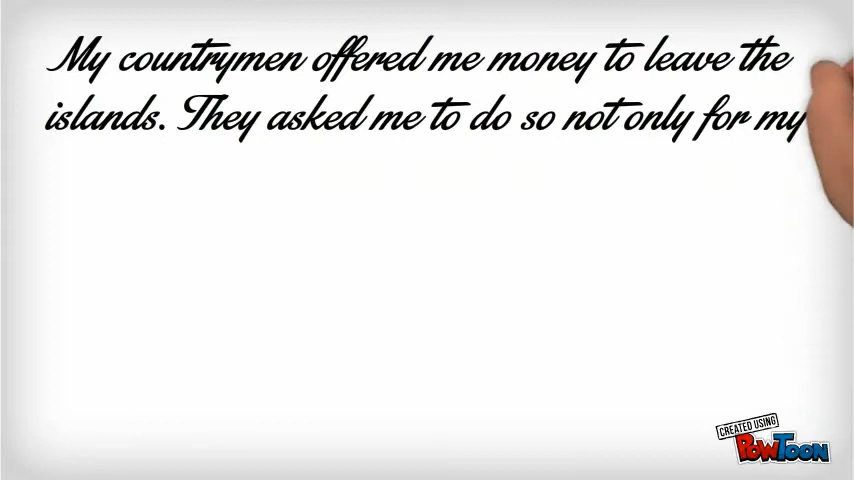 My countrymen offered me money to leave the
islands. They asked me to do so not only for my
CREATED USING
POWTOON